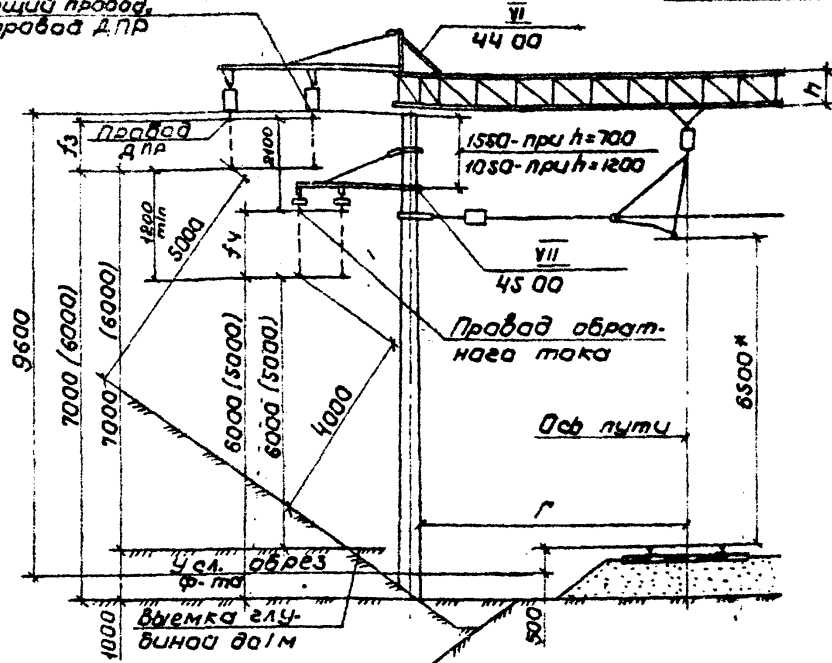 щий провод,
провод ДПР
VI
44 00
h
Провод
ДПР
f3
2100
1550-при h=700
1050-при h=1200
1200
min
5000
f4
VII
45 00
Провод обрат-
ного тока
9600
7000 (6000)
7000 (6000)
6000 (5000)
6000 (5000)
4000
6500*
Ось пути
Г
Усл. обрез
ф-та
Выемка глу-
биной до 1 м
1000
500